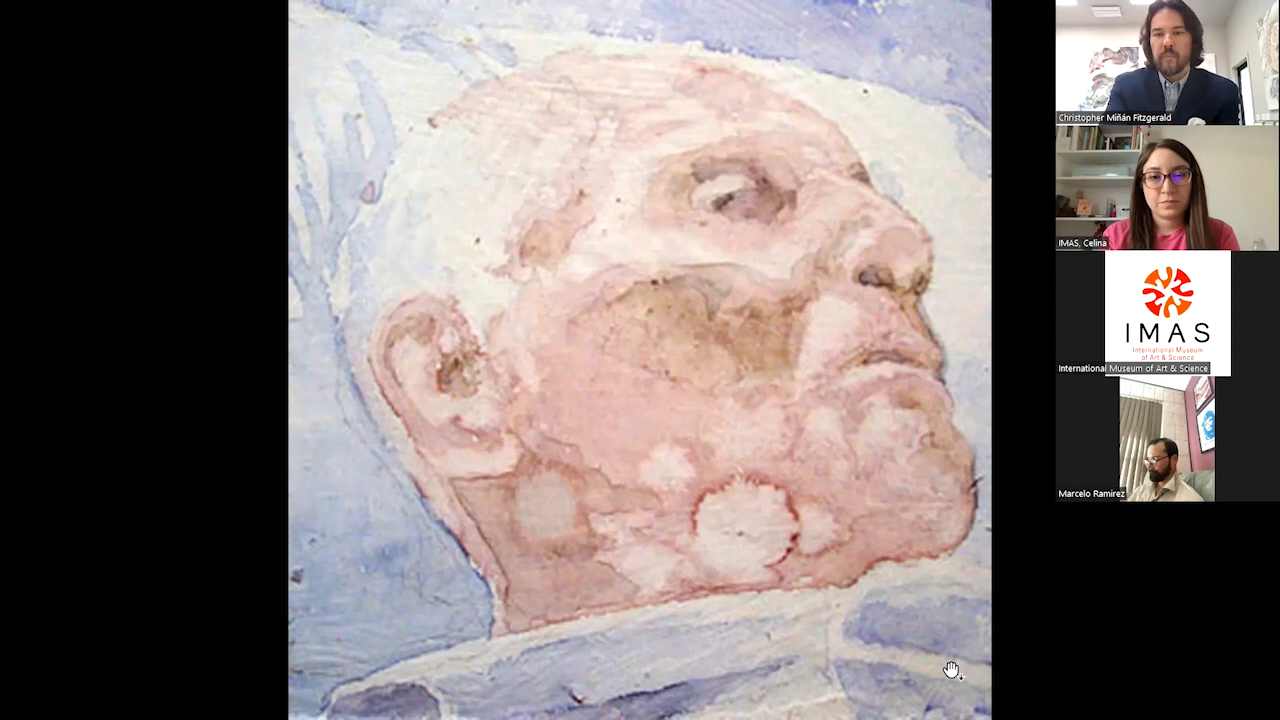 Christopher Miñán Fitzgerald
IMAS, Celina
IMAS
International Museum
of Art & Science
International Museum of Art & Science
Marcelo Ramirez